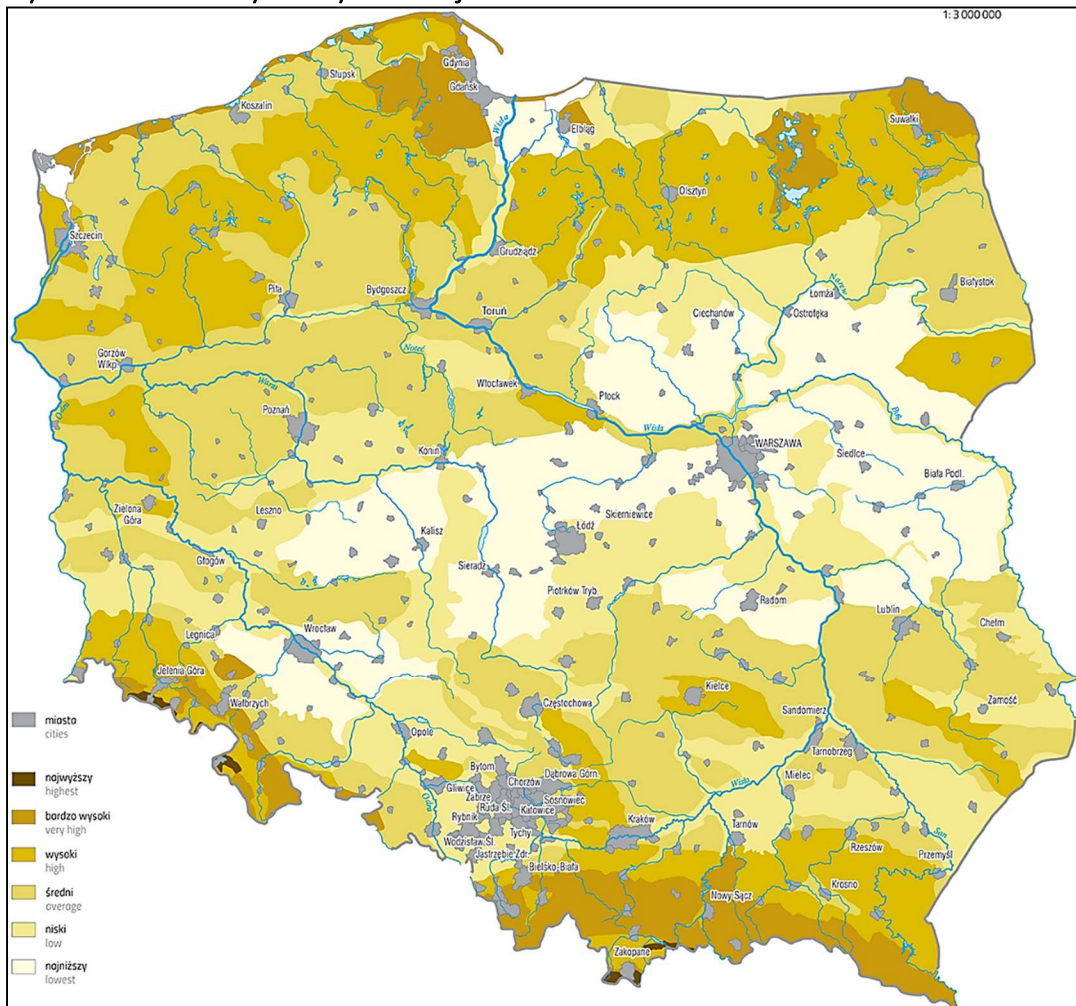 1:3 000 000
Gdynia
Gdańsk
Słupsk
Koszalin
Wisła
Elbląg
Suwałki
Olsztyn
Szczecin
Grudziądz
Piła
Bydgoszcz
Toruń
Narew
Łomża
Białystok
Ciechanów
Ostrołęka
Gorzów
Wlkp.
Noteć
Włocławek
Płock
Warta
Odra
Poznań
Wisła
Bug
Konin
WARSZAWA
Siedlce
Biała Podl.
Zielona
Góra
Leszno
Kalisz
Skierniewice
Łódź
Głogów
Sieradz
Piotrków Tryb.
Radom
Lublin
Chełm
Legnica
Wrocław
Jelenia Góra
Wałbrzych
Kielce
Zamość
Częstochowa
Sandomierz
Opole
Tarnobrzeg
Bytom
Dąbrowa Górn.
Mielec
Gliwice
Chorzów
Zabrze
Sosnowiec
Ruda Śl.
Katowice
Odra
Wisła
Rybnik
Kraków
Tarnów
San
Tychy
Wodzisław Śl.
Rzeszów
Jastrzębie Zdr.
Przemyśl
Bielsko-Biała
Krosno
Nowy Sącz
Zakopane
miasta
cities
najwyższy
highest
bardzo wysoki
very high
wysoki
high
średni
average
niski
low
najniższy
lowest